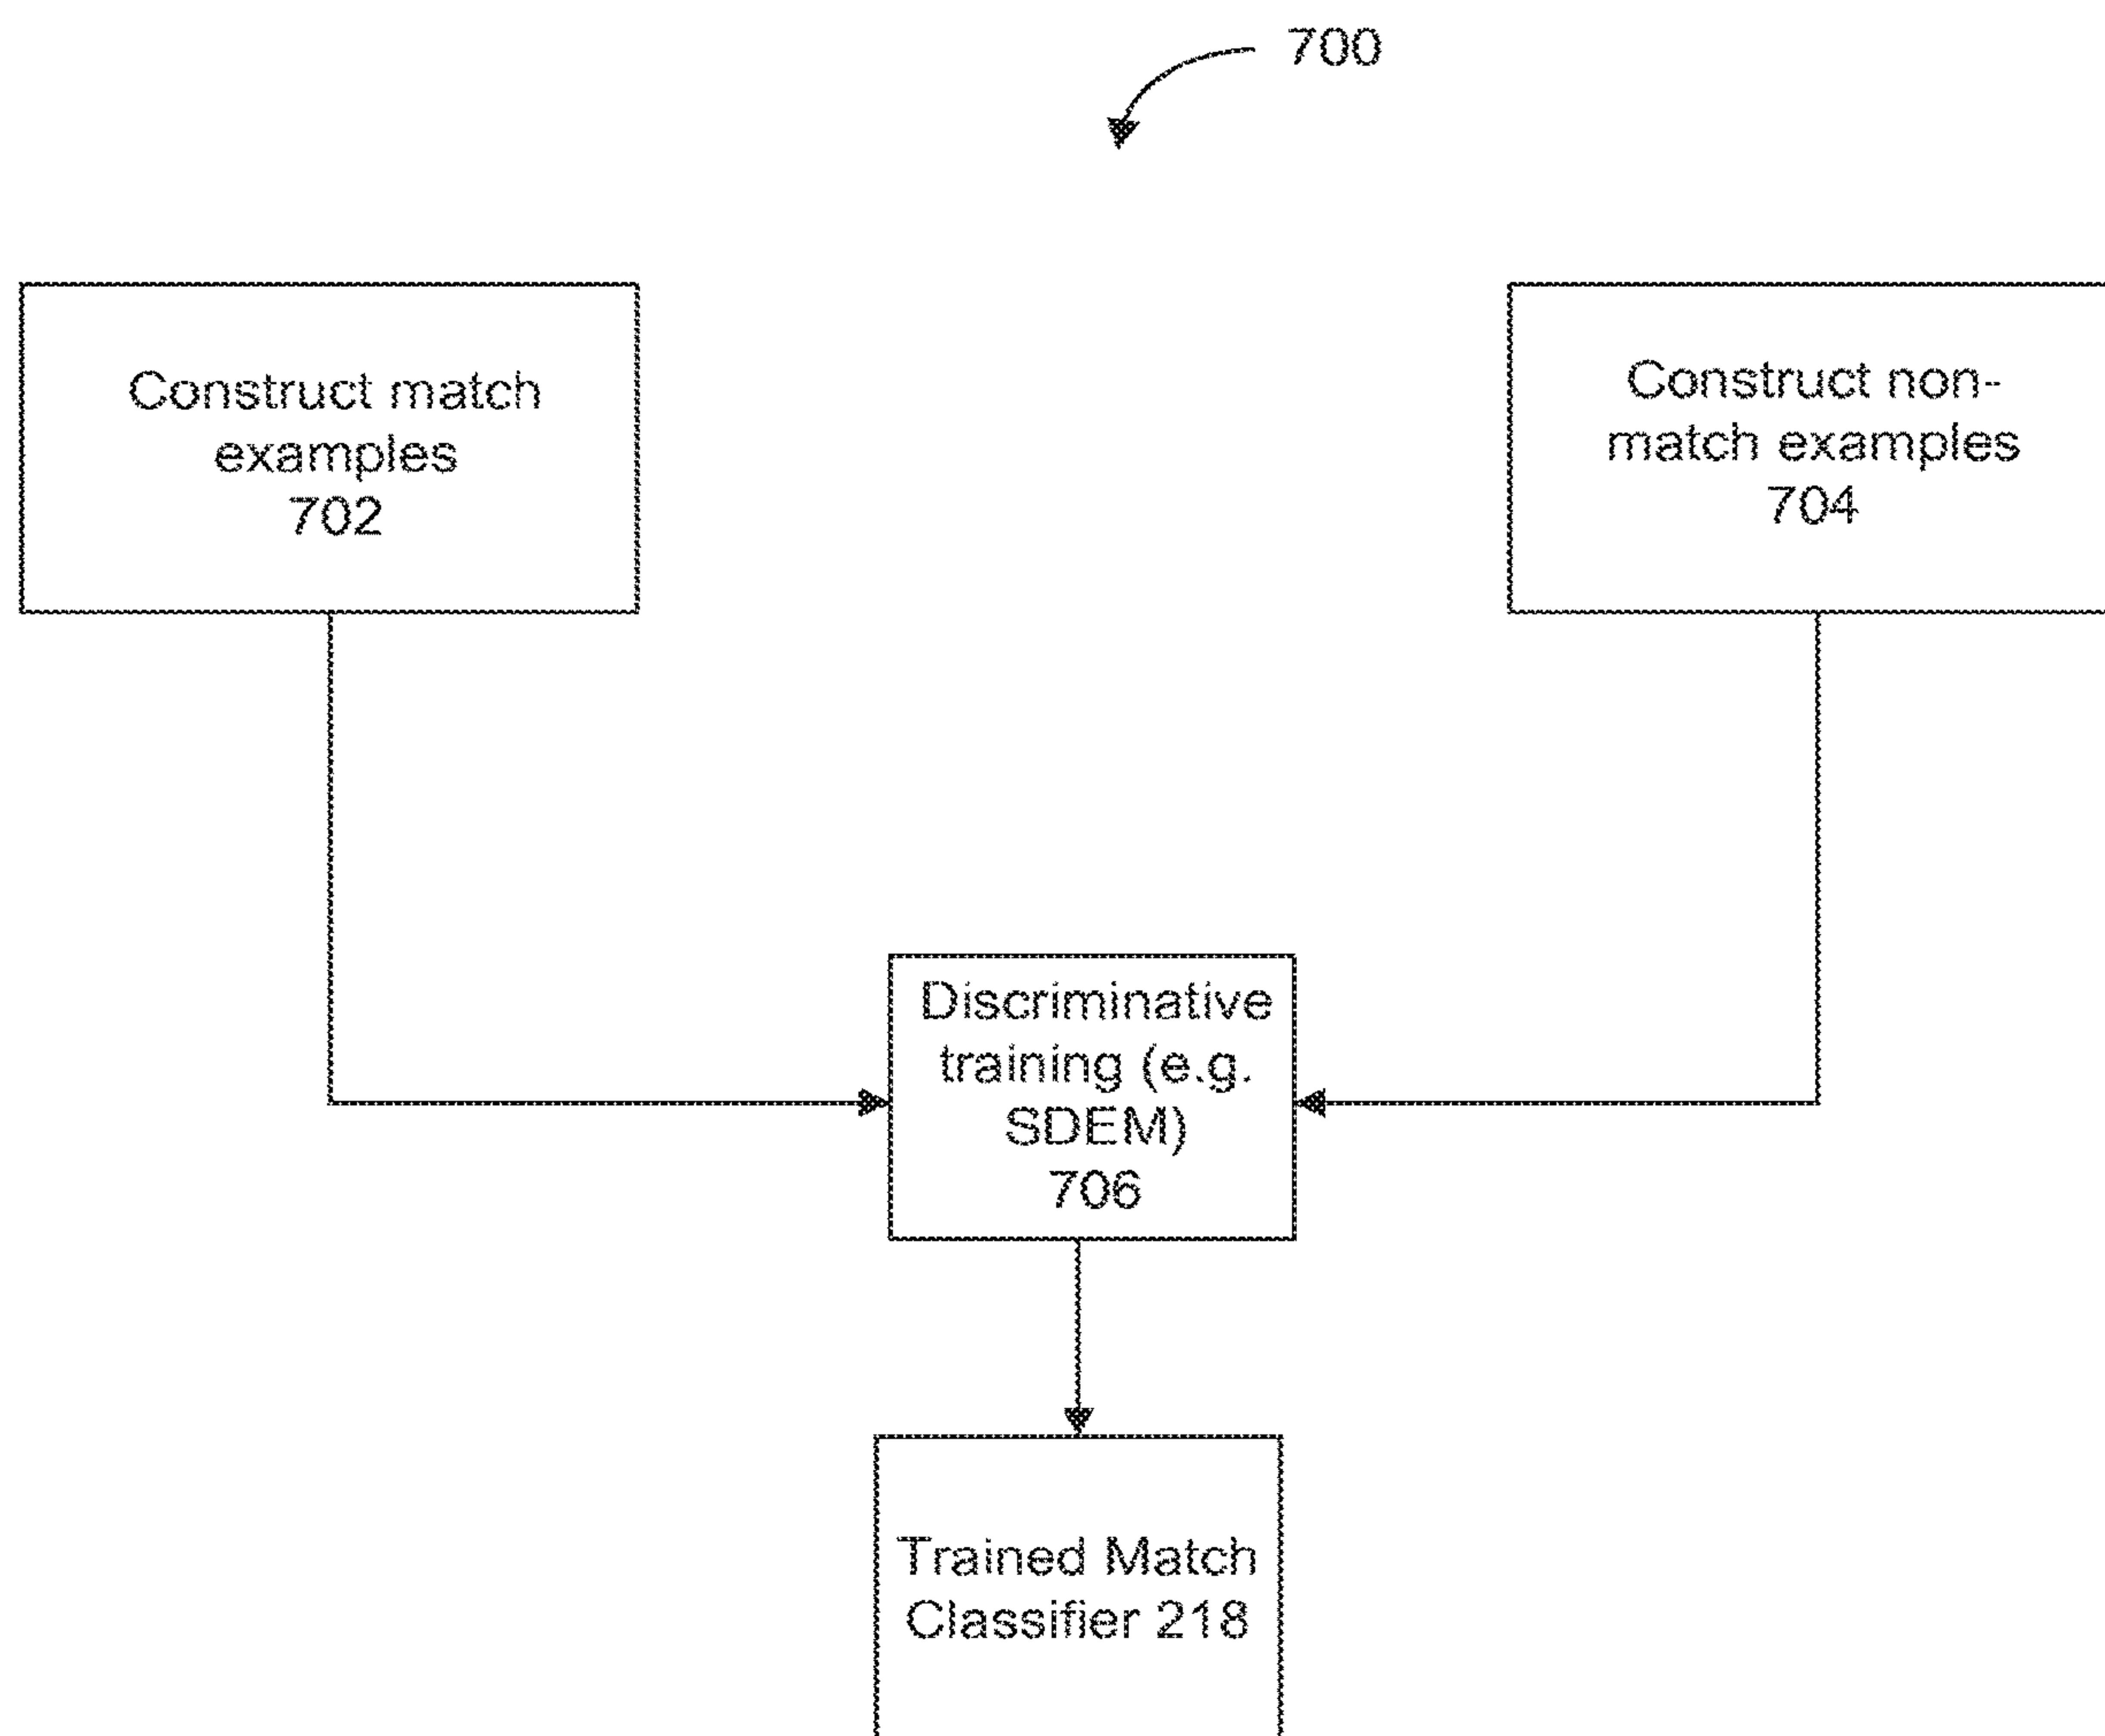 700
Construct match
examples
702
Construct non-
match examples
704
Discriminative
training (e.g.
SDEM)
706
Trained Match
Classifier 218